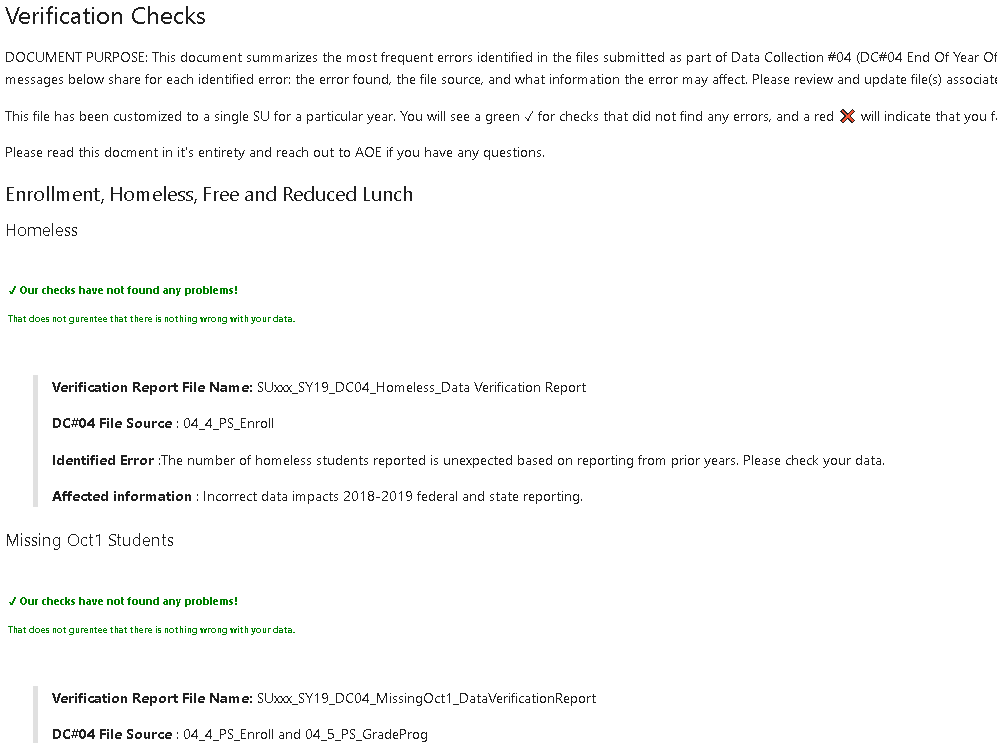 Verification Checks
DOCUMENT PURPOSE: This document summarizes the most frequent errors identified in the files submitted as part of Data Collection #04 (DC#04 End Of Year Of
messages below share for each identified error: the error found, the file source, and what information the error may affect. Please review and update file(s) associate
This file has been customized to a single SU for a particular year. You will see a green ✓ for checks that did not find any errors, and a red ❌ will indicate that you f
Please read this docment in it's entirety and reach out to AOE if you have any questions.
Enrollment, Homeless, Free and Reduced Lunch
Homeless
✓ Our checks have not found any problems!
That does not gurentee that there is nothing wrong with your data.
Verification Report File Name: SUxxx_SY19_DC04_Homeless_Data Verification Report
DC#04 File Source : 04_4_PS_Enroll
Identified Error :The number of homeless students reported is unexpected based on reporting from prior years. Please check your data.
Affected information : Incorrect data impacts 2018-2019 federal and state reporting.
Missing Oct1 Students
✓ Our checks have not found any problems!
That does not gurentee that there is nothing wrong with your data.
Verification Report File Name: SUxxx_SY19_DC04_MissingOct1_DataVerificationReport
DC#04 File Source : 04_4_PS_Enroll and 04_5_PS_GradeProg